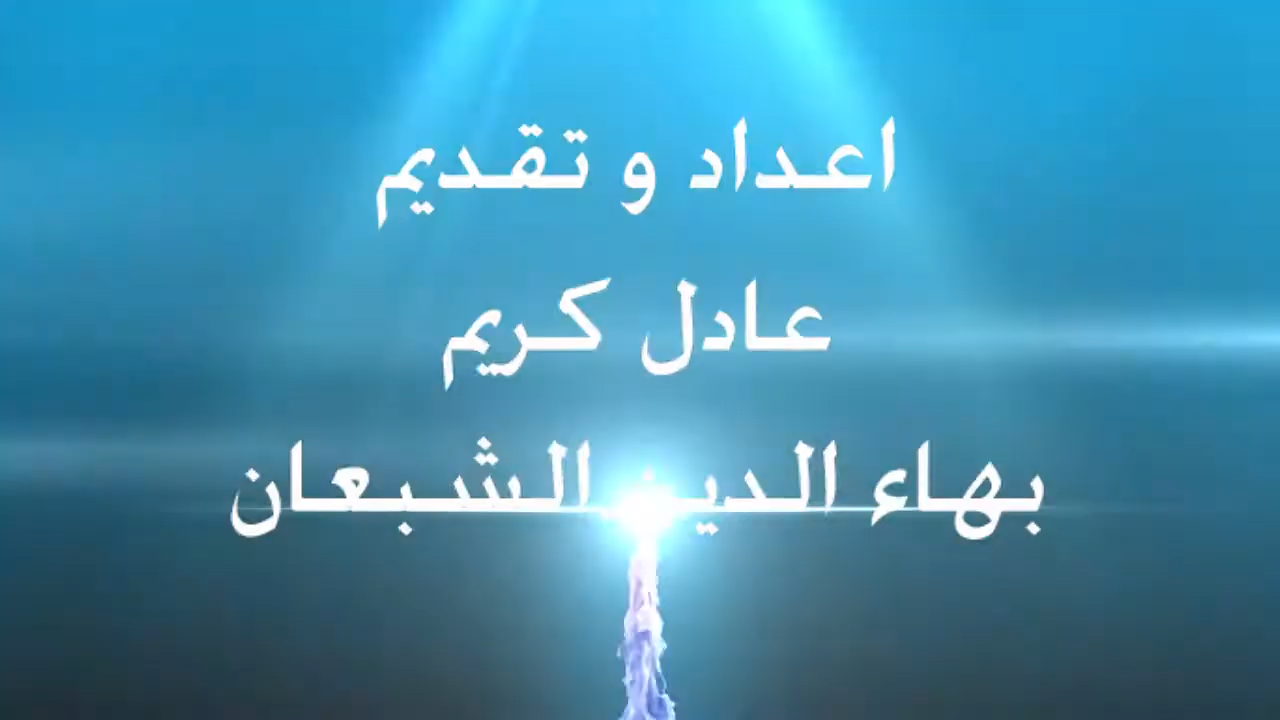 اعداد و تقديم
عادل كريم
بهاء الدين الشبعان